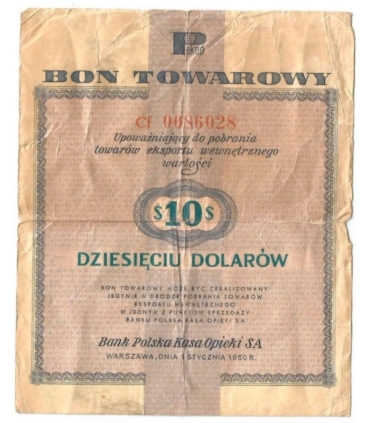 P
PEKAO
BON TOWAROWY
Cf 0086028
Upoważniający do pobrania
towarów eksportu wewnętrznego
wartości
$10$
DZIESIĘCIU DOLARÓW
BON TOWAROWY MOŻE BYĆ ZREALIZOWANY
JEDYNIE W DRODZE POBRANIA TOWARÓW
EKSPORTU WEWNĘTRZNEGO
W JEDNYM Z PUNKTÓW SPRZEDAŻY
BANKU POLSKA KASA OPIEKI S.A.
Bank Polska Kasa Opieki S.A.
WARSZAWA, DNIA 1 STYCZNIA 1960 R.